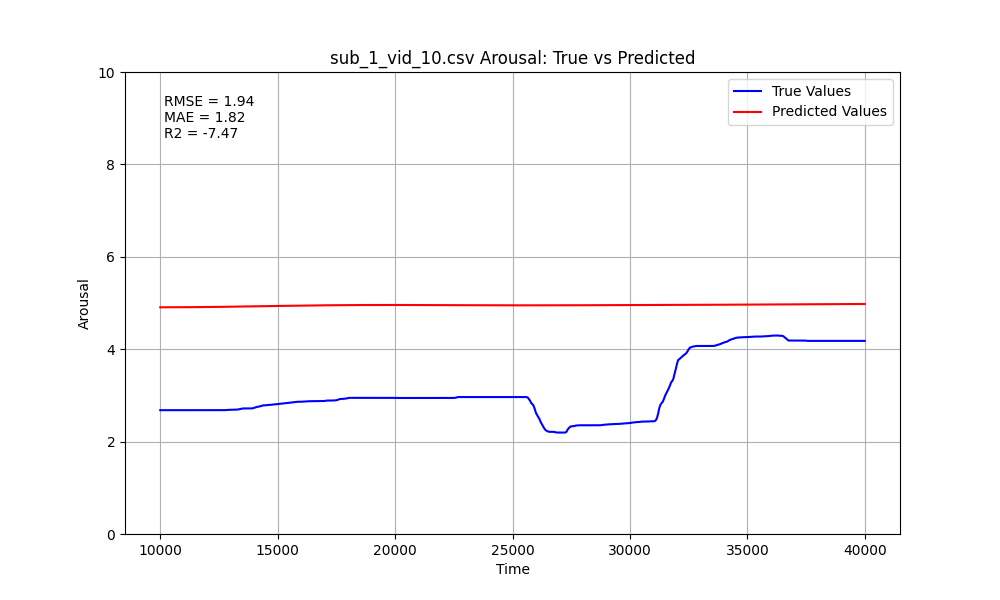 sub_1_vid_10.csv Arousal: True vs Predicted
RMSE = 1.94
MAE = 1.82
R2 = -7.47
True Values
Predicted Values
Arousal
10
8
6
4
2
0
10000 15000 20000 25000 30000 35000 40000
Time